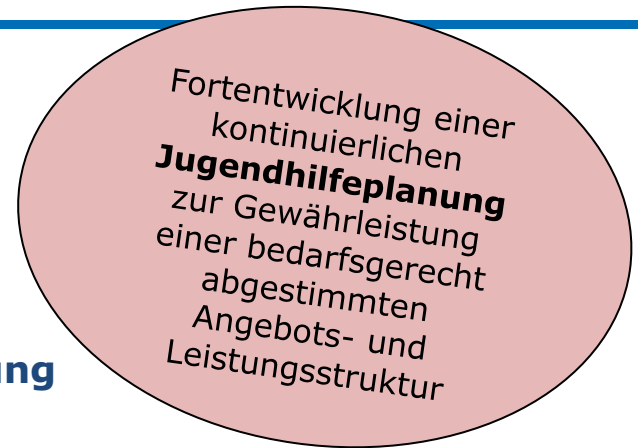 Fortentwicklung einer
kontinuierlichen
Jugendhilfeplanung
zur Gewährleistung
einer bedarfsgerecht
abgestimmten
Angebots- und
Leistungsstruktur
ung